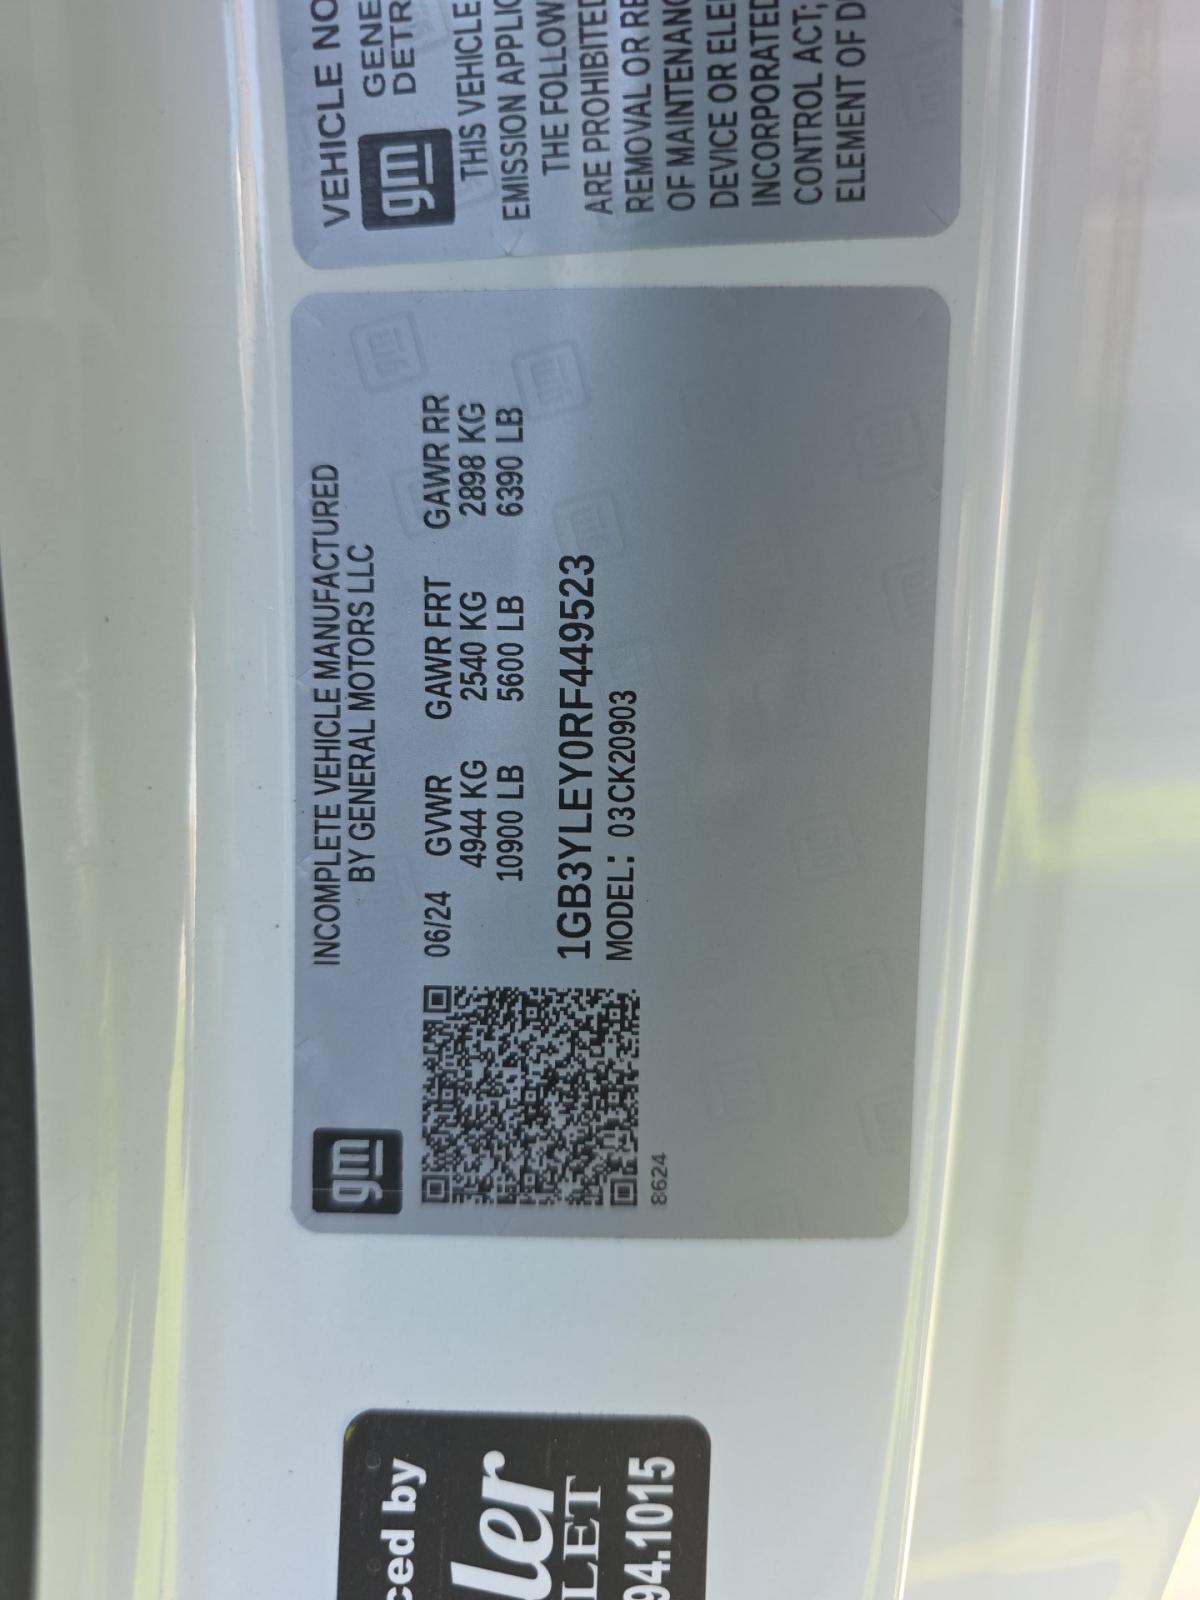 gm
INCOMPLETE VEHICLE MANUFACTURED
BY GENERAL MOTORS LLC
06/24 GVWR GAWR FRT GAWR RR
4944 KG 2540 KG 2898 KG
10900 LB 5600 LB 6390 LB
1GB3YLEY0RF449523
MODEL: 03CK20903
8624
VEHICLE NO
gm
GENE
DETR
THIS VEHICLE
EMISSION APPLIC
THE FOLLOW
ARE PROHIBITED
REMOVAL OR RE
OF MAINTENANC
DEVICE OR ELE
INCORPORATED
CONTROL ACT;
ELEMENT OF D
ced by
ler
LET
94.1015